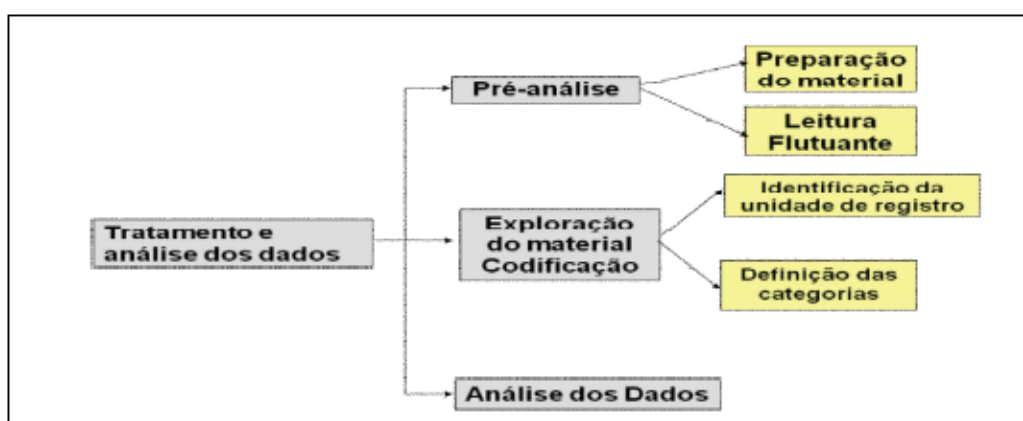 Pré-análise
Preparação
do material
Leitura
Flutuante
Tratamento e
análise dos dados
Exploração
do material
Codificação
Identificação da
unidade de registro
Definição das
categorias
Análise dos Dados